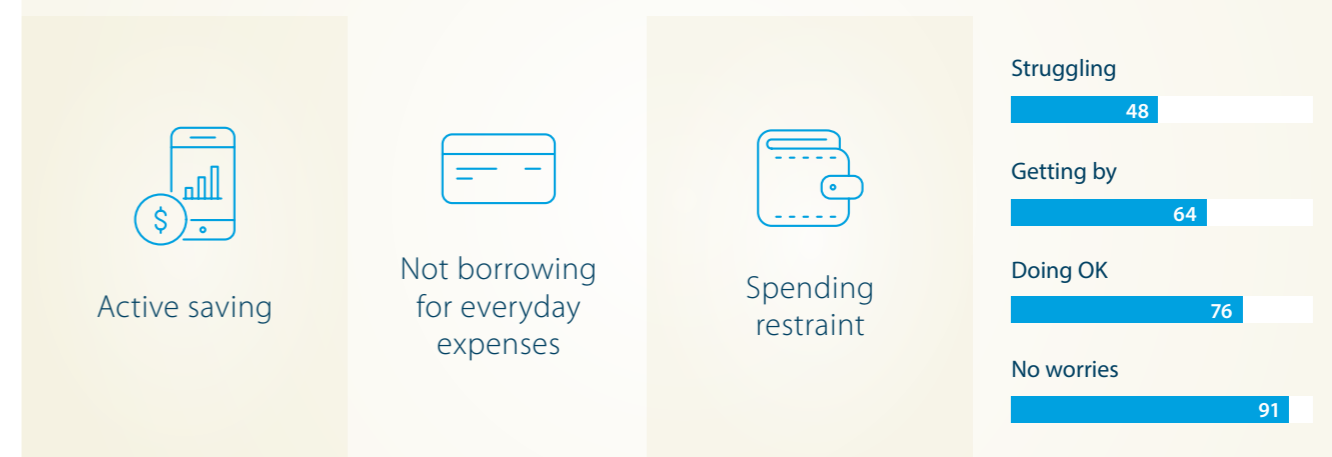 $
Active saving
Not borrowing
for everyday
expenses
Spending
restraint
Struggling
48
Getting by
64
Doing OK
76
No worries
91